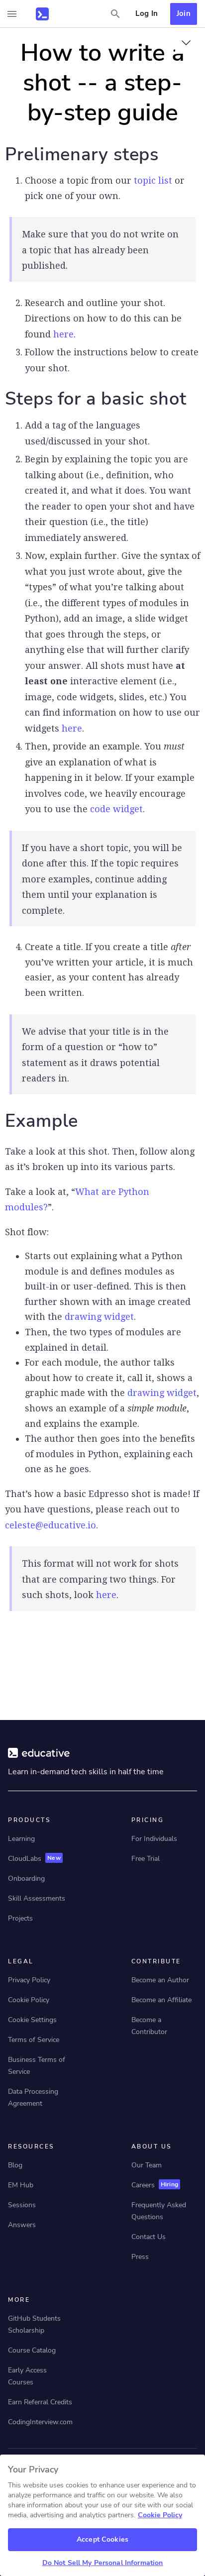 Log In
Join
How to write a
shot -- a step-
by-step guide
Prelimenary steps
1. Choose a topic from our topic list or
pick one of your own.
Make sure that you do not write on
a topic that has already been
published.
2. Research and outline your shot.
Directions on how to do this can be
found here.
3. Follow the instructions below to create
your shot.
Steps for a basic shot
1. Add a tag of the languages
used/discussed in your shot.
2. Begin by explaining the topic you are
talking about (i.e., definition, who
created it, and what it does. You want
the reader to open your shot and have
their question (i.e., the title)
immediately answered.
3. Now, explain further. Give the syntax of
what you just wrote about, give the
“types” of what you’re talking about
(i.e., the different types of modules in
Python), add an image, a slide widget
that goes through the steps, or
anything else that will further clarify
your answer. All shots must have at
least one interactive element (i.e.,
image, code widgets, slides, etc.) You
can find information on how to use our
widgets here.
4. Then, provide an example. You must
give an explanation of what is
happening in it below. If your example
involves code, we heavily encourage
you to use the code widget.
If you have a short topic, you will be
done after this. If the topic requires
more examples, continue adding
them until your explanation is
complete.
4. Create a title. If you create a title after
you’ve written your article, it is much
easier, as your content has already
been written.
We advise that your title is in the
form of a question or “how to”
statement as it draws potential
readers in.
Example
Take a look at this shot. Then, follow along
as it’s broken up into its various parts.
Take a look at, “What are Python
modules?”.
Shot flow:
• Starts out explaining what a Python
module is and defines modules as
built-in or user-defined. This is then
further shown with an image created
with the drawing widget.
• Then, the two types of modules are
explained in detail.
• For each module, the author talks
about how to create it, call it, shows a
graphic made with the drawing widget,
shows an example of a simple module,
and explains the example.
• The author then goes into the benefits
of modules in Python, explaining each
one as he goes.
That’s how a basic Edpresso shot is made! If
you have questions, please reach out to
celeste@educative.io.
This format will not work for shots
that are comparing two things. For
such shots, look here.
educative
Learn in-demand tech skills in half the time
PRODUCTS
Learning
CloudLabs New
Onboarding
Skill Assessments
Projects
PRICING
For Individuals
Free Trial
LEGAL
Privacy Policy
Cookie Policy
Cookie Settings
Terms of Service
Business Terms of
Service
Data Processing
Agreement
CONTRIBUTE
Become an Author
Become an Affiliate
Become a
Contributor
RESOURCES
Blog
EM Hub
Sessions
Answers
ABOUT US
Our Team
Careers Hiring
Frequently Asked
Questions
Contact Us
Press
MORE
GitHub Students
Scholarship
Course Catalog
Early Access
Courses
Earn Referral Credits
CodingInterview.com
Your Privacy
This website uses cookies to enhance user experience and to
analyze performance and traffic on our website. We also share
information about your use of our site with our social
media, advertising and analytics partners. Cookie Policy
Accept Cookies
Do Not Sell My Personal Information